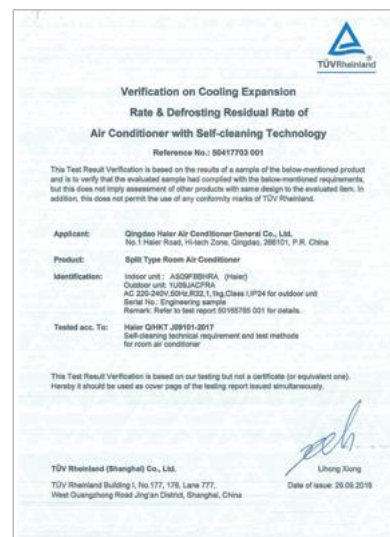 TÜVRheinland®
Verification on Cooling Expansion
Rate & Defrosting Residual Rate of
Air Conditioner with Self-cleaning Technology
Reference No.: 50417703 001
This Test Result Verification is based on the results of a sample of the below-mentioned product
and is to verify that the evaluated sample had complied with the below-mentioned requirements,
but this does not imply assessment of other products with same design to the evaluated item. In
addition, this does not permit the use of any conformity marks of TÜV Rheinland.
Applicant: Qingdao Haier Air Conditioner General Co., Ltd.
No.1 Haier Road, Hi-tech Zone, Qingdao, 266101, P.R. China
Product: Split Type Room Air Conditioner
Identification: Indoor unit : AS09FBBHRA (Haier)
Outdoor unit: 1U09JACFRA
AC 220-240V,50Hz,R32,1.1kg,Class I,IP24 for outdoor unit
Serial No.: Engineering sample
Remark: Refer to test report 50165765 001 for details.
Tested acc. To: Haier Q/HKT J09101-2017
Self-cleaning technical requirement and test methods
for room air conditioner
This Test Result Verification is based on our testing but not a certificate (or equivalent one).
Hereby it should be used as cover page of the testing report issued simultaneously.
TÜV Rheinland (Shanghai) Co., Ltd.
Lihong Xiong
TÜV Rheinland Building I, No.177, 178, Lane 777,
West Guangzhong Road Jing'an District, Shanghai, China
Date of issue: 26.09.2018